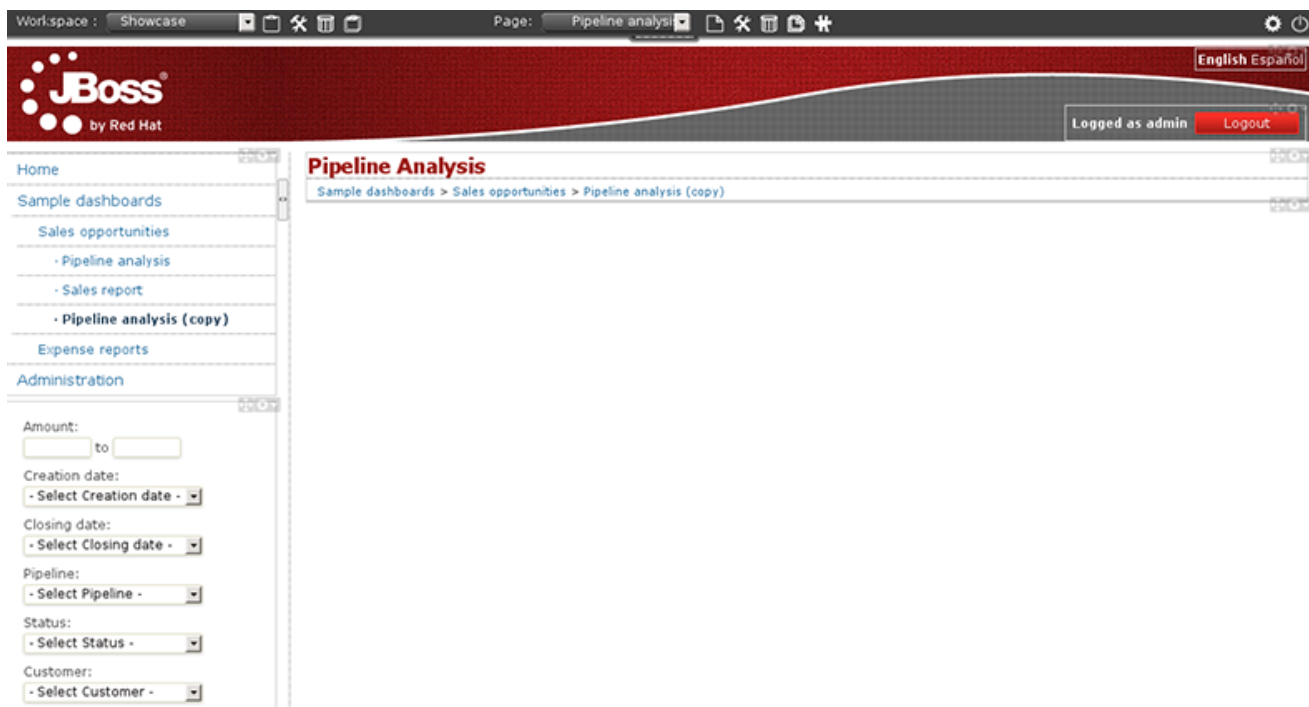 Workspace : Showcase Page: Pipeline analysi
English Español
JBoss®
by Red Hat
Logged as admin Logout
Home
Sample dashboards
Sales opportunities
· Pipeline analysis
· Sales report
· Pipeline analysis (copy)
Expense reports
Administration
Pipeline Analysis
Sample dashboards > Sales opportunities > Pipeline analysis (copy)
Amount:
to
Creation date:
- Select Creation date -
Closing date:
- Select Closing date -
Pipeline:
- Select Pipeline -
Status:
- Select Status -
Customer:
- Select Customer -